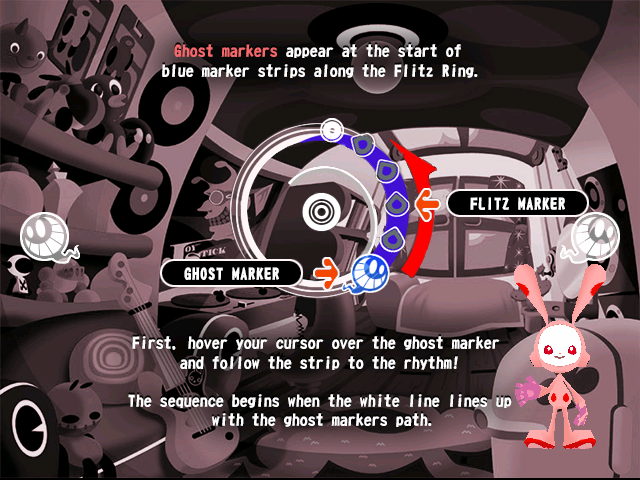 Ghost markers appear at the start of
blue marker strips along the Flitz Ring.
FLITZ MARKER
TOY
STICK
GHOST MARKER
First, hover your cursor over the ghost marker
and follow the strip to the rhythm!
The sequence begins when the white line lines up
with the ghost markers path.